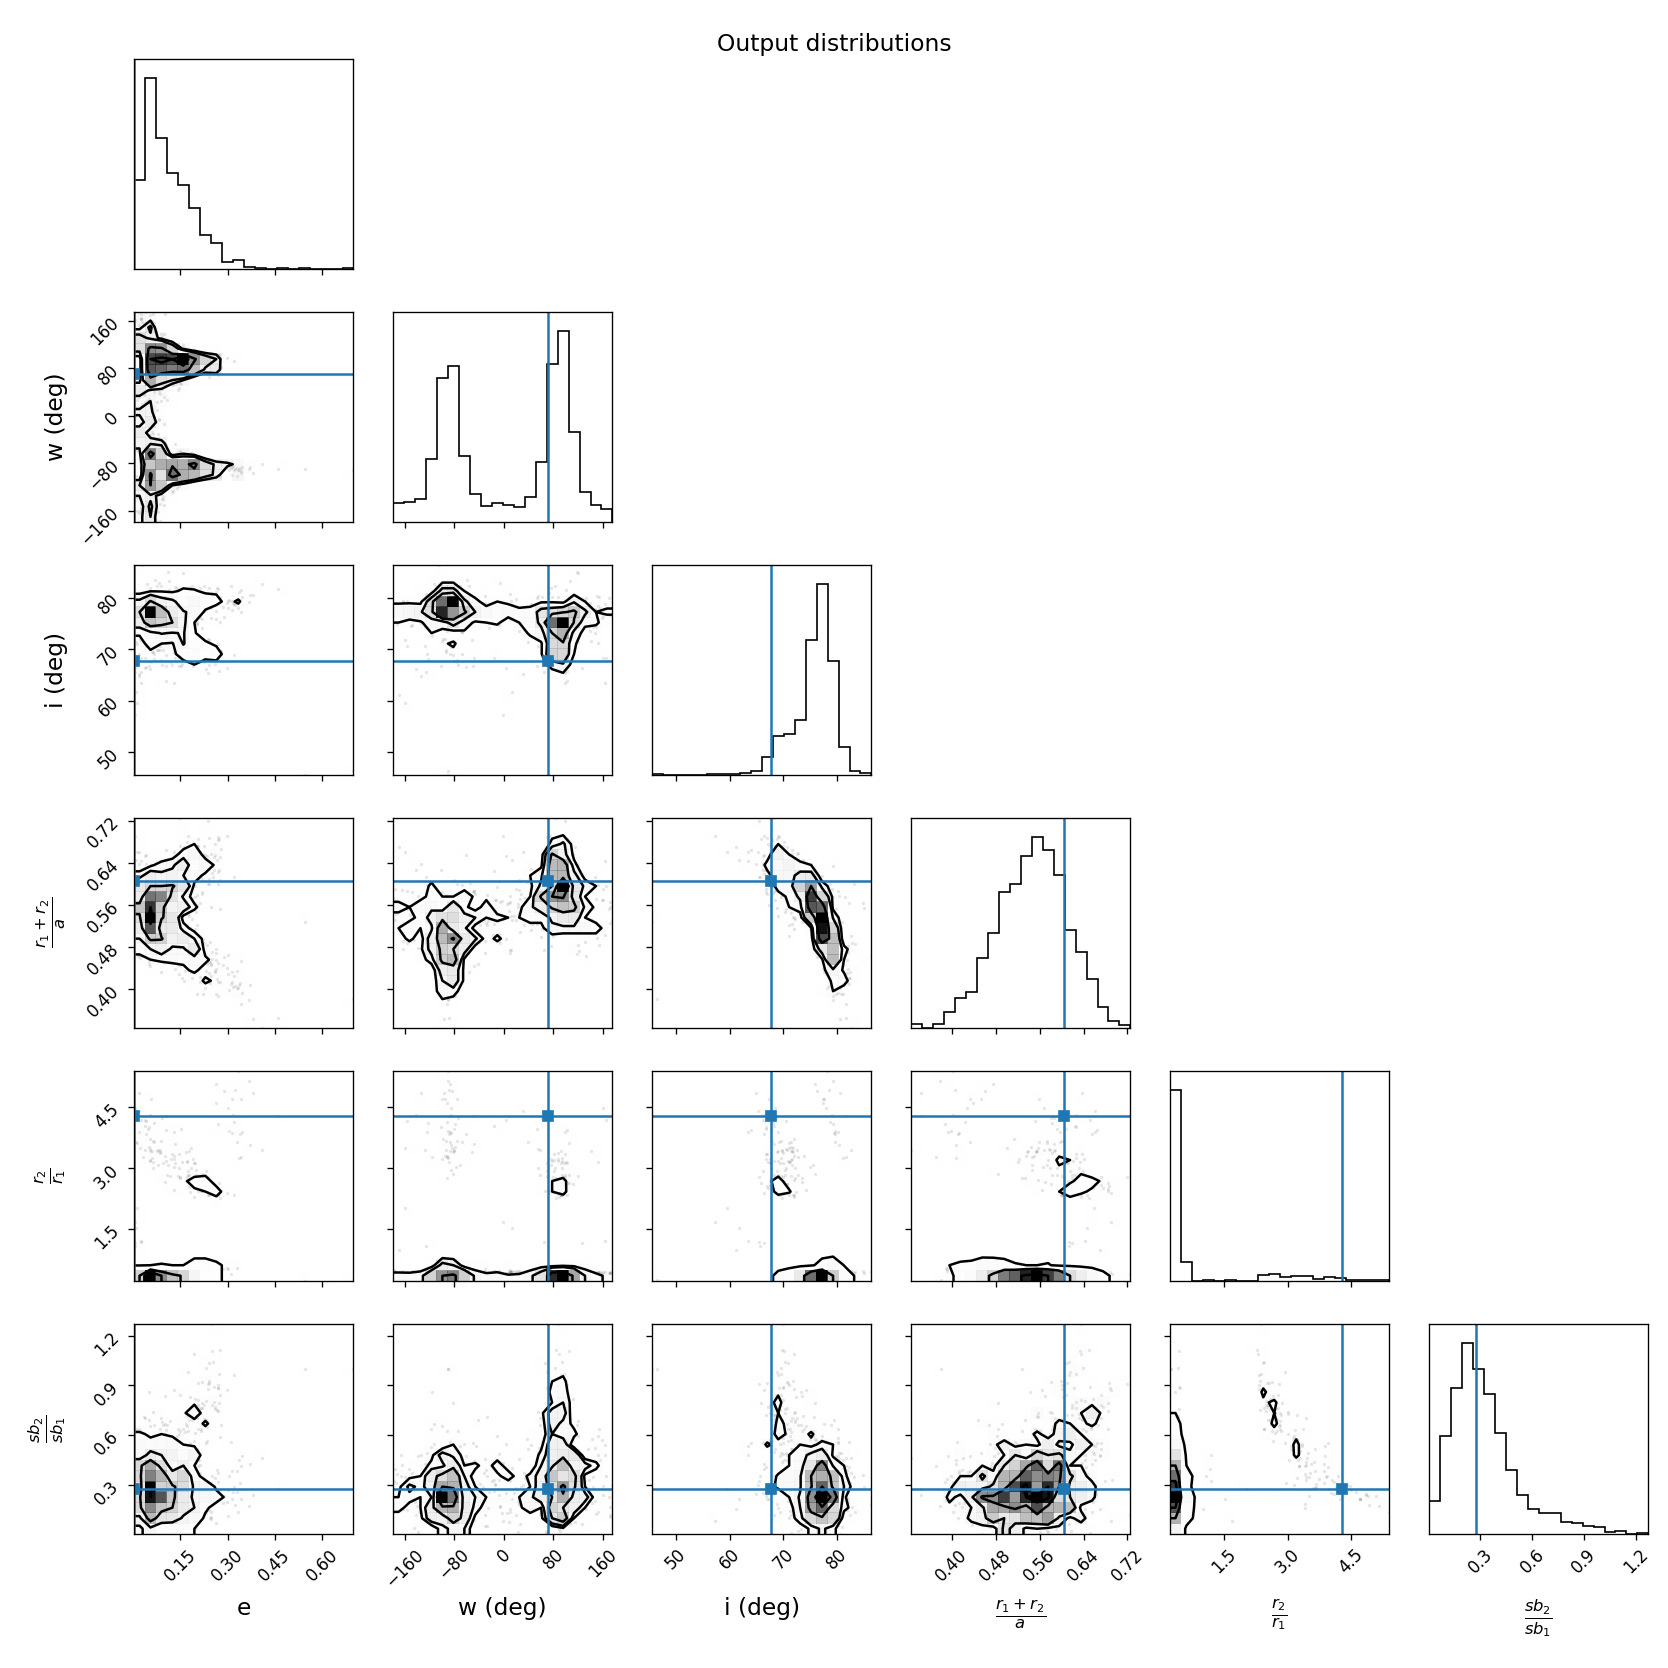 Output distributions
160
80
0
−80
−160
w (deg)
80
70
60
50
i (deg)
0.72
0.64
0.56
0.48
0.40
r1 + r2
a
4.5
3.0
1.5
r2
r1
1.2
0.9
0.6
0.3
sb2
sb1
0.15 0.30 0.45 0.60 −160 −80 0 80 160 50 60 70 80 0.40 0.48 0.56 0.64 0.72 1.5 3.0 4.5 0.3 0.6 0.9 1.2
e w (deg) i (deg) r1 + r2 r2 sb2
a r1 sb1